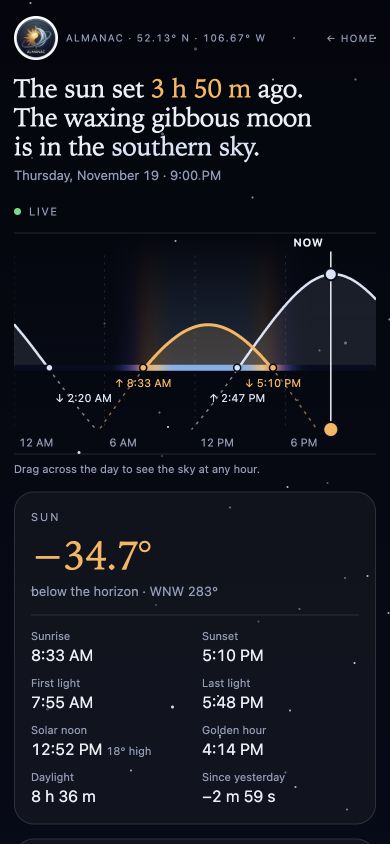 ALMANAC
ALMANAC · 52.13° N · 106.67° W
← HOME
The sun set 3 h 50 m ago.
The waxing gibbous moon
is in the southern sky.
Thursday, November 19 · 9:00 PM
LIVE
NOW
↑ 8:33 AM
↓ 5:10 PM
↓ 2:20 AM
↑ 2:47 PM
12 AM
6 AM
12 PM
6 PM
Drag across the day to see the sky at any hour.
SUN
−34.7°
below the horizon · WNW 283°
Sunrise
8:33 AM
Sunset
5:10 PM
First light
7:55 AM
Last light
5:48 PM
Solar noon
12:52 PM 18° high
Golden hour
4:14 PM
Daylight
8 h 36 m
Since yesterday
−2 m 59 s